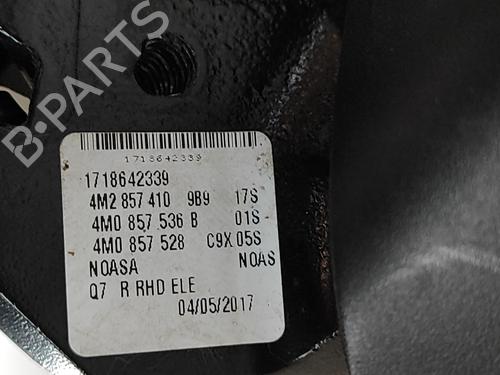 B-PARTS
1718642339
1718642339
4M2 857 410 9B9 17S
4M0 857 536 B 01S
4M0 857 528 C9X 05S
NOASA NOAS
Q7 R RHD ELE
04/05/2017